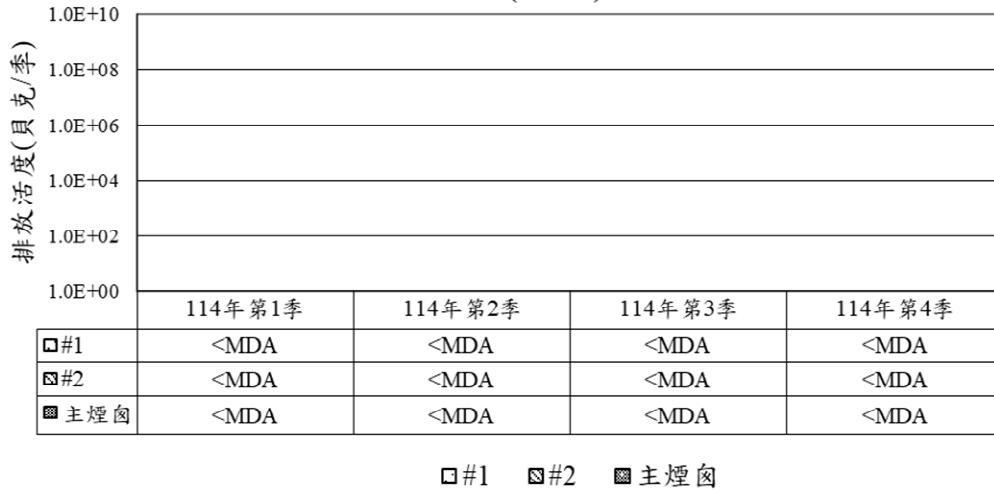 1.0E+10
1.0E+08
1.0E+06
1.0E+04
1.0E+02
1.0E+00
排放活度(貝克/季)
114年第1季 114年第2季 114年第3季 114年第4季
#1 <MDA <MDA <MDA <MDA
#2 <MDA <MDA <MDA <MDA
主煙囪 <MDA <MDA <MDA <MDA
#1 #2 主煙囪